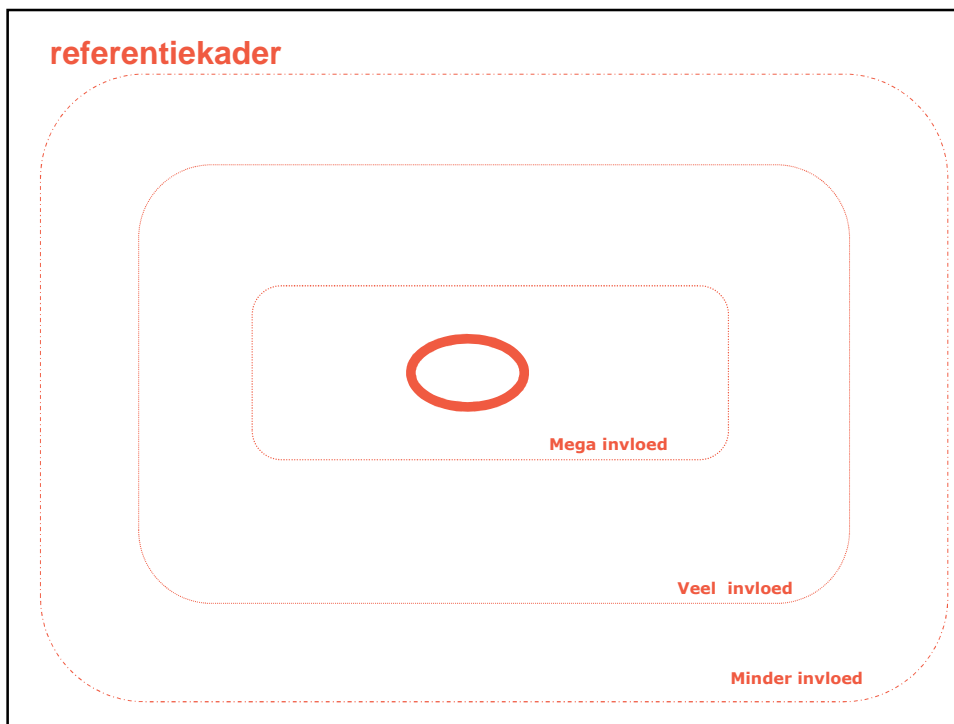 referentiekader
Mega invloed
Veel invloed
Minder invloed